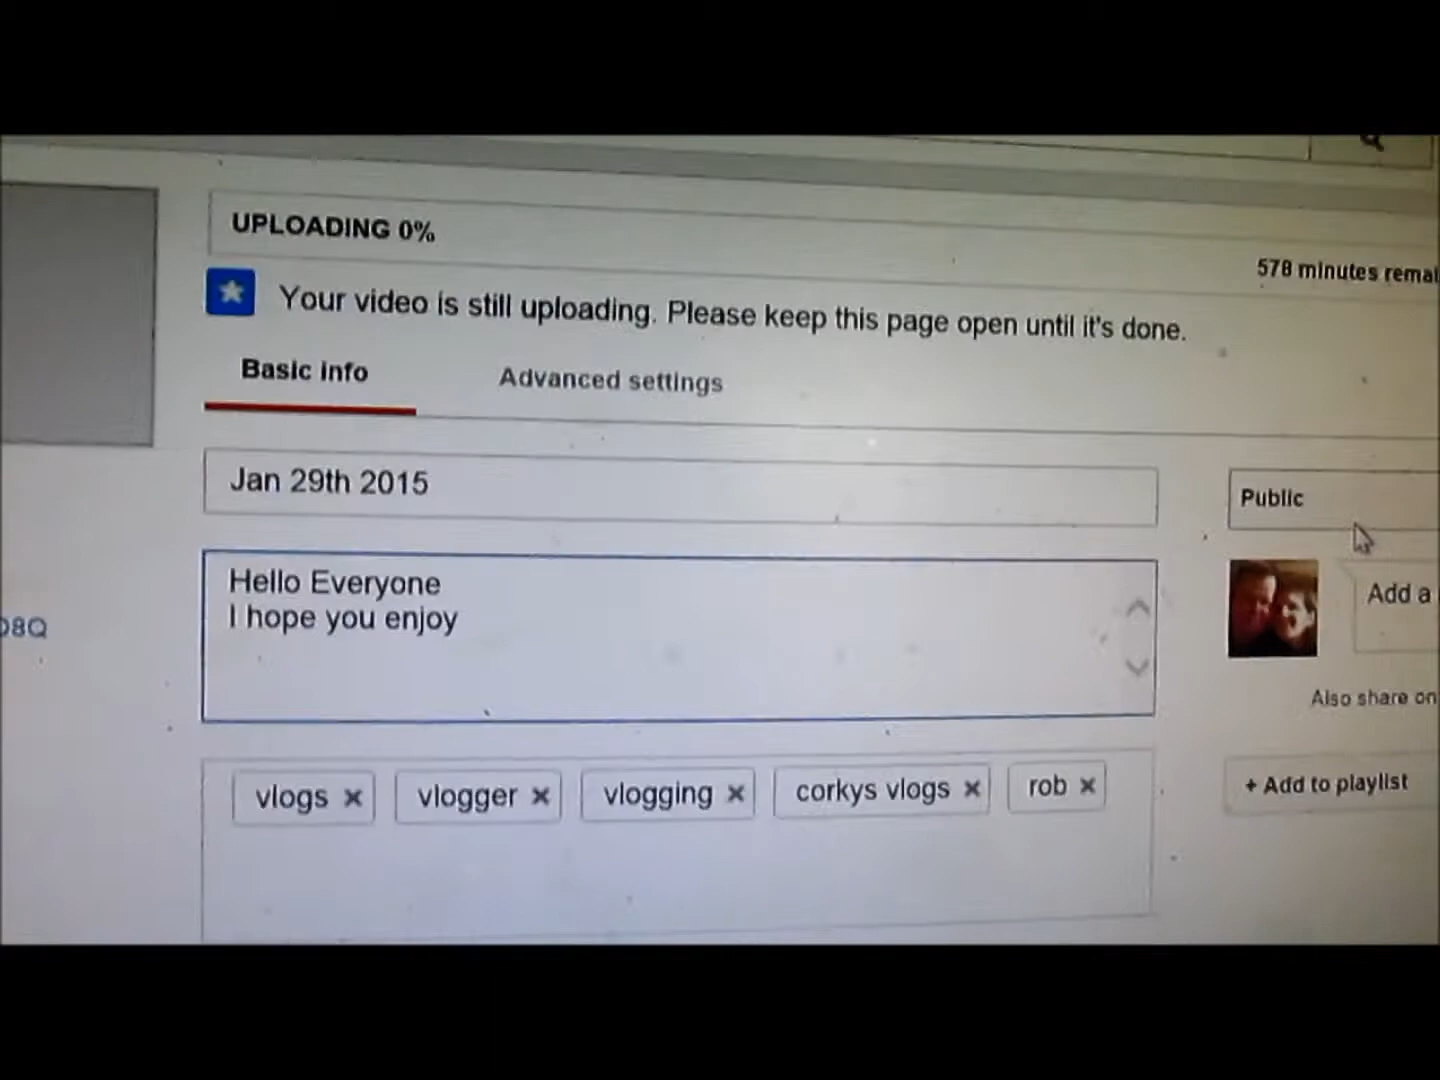 UPLOADING 0%
578 minutes remai
Your video is still uploading. Please keep this page open until it's done.
Basic info
Advanced settings
Jan 29th 2015
Public
Hello Everyone
I hope you enjoy
Add a
D8Q
Also share on
vlogs x
vlogger x
vlogging x
corkys vlogs x
rob x
+ Add to playlist